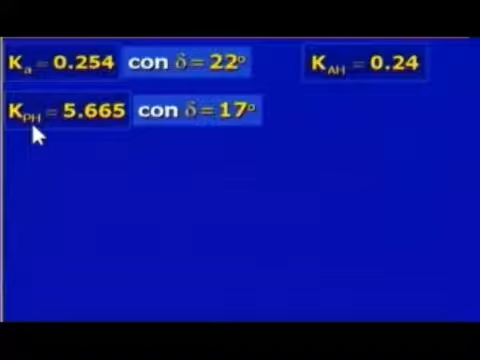 Ka = 0.254 con δ = 22º KAH = 0.24
KPH = 5.665 con δ = 17º